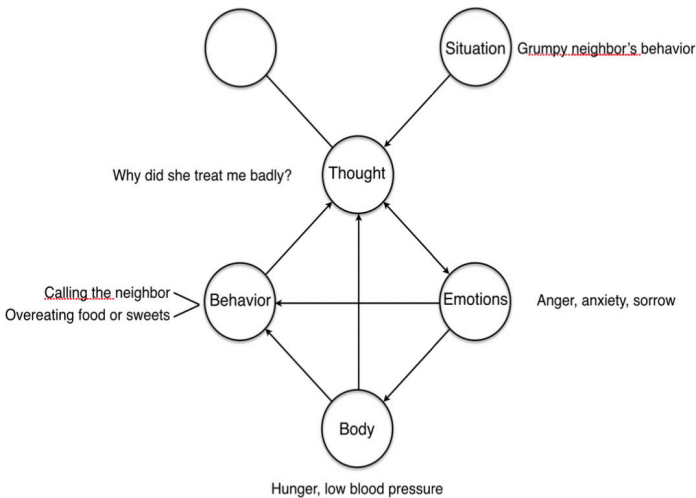 Situation
Grumpy neighbor's behavior
Why did she treat me badly?
Thought
Calling the neighbor
Overeating food or sweets
Behavior
Emotions
Anger, anxiety, sorrow
Body
Hunger, low blood pressure